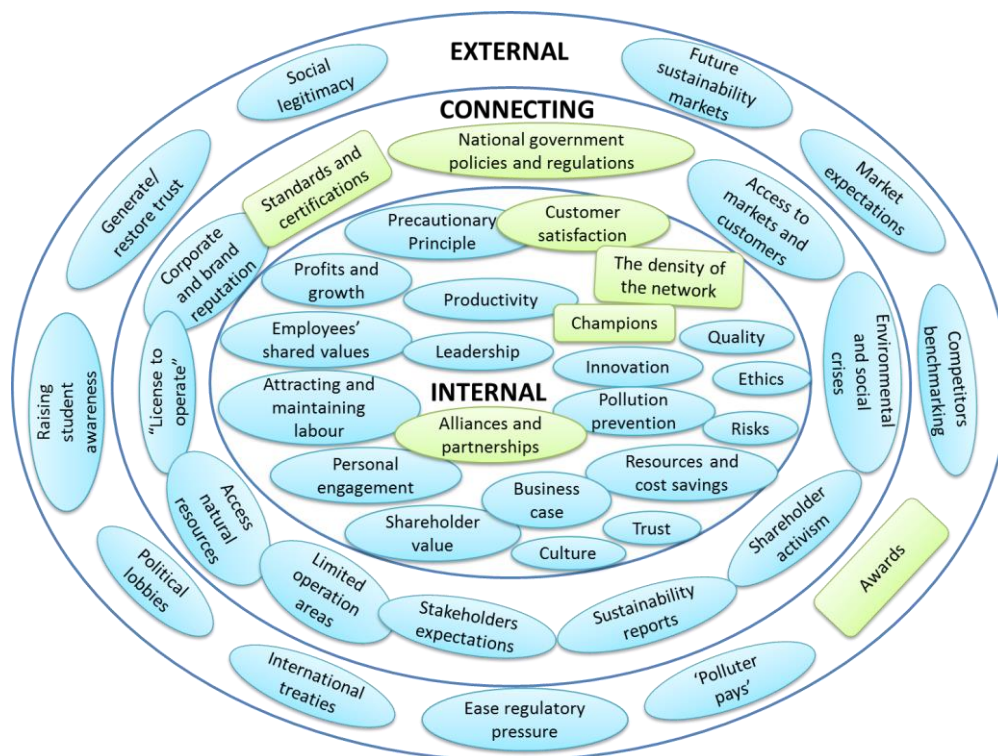 EXTERNAL
Social
legitimacy
Future
sustainability
markets
Generate/
restore trust
Market
expectations
Raising
student
awareness
Competitors
benchmarking
Political
lobbies
Awards
International
treaties
Ease regulatory
pressure
‘Polluter
pays’
CONNECTING
National government
policies and regulations
Standards and
certifications
Access to
markets and
customers
Corporate
and brand
reputation
“License to
operate”
Environmental
and social
crises
Access
natural
resources
Shareholder
activism
Limited
operation
areas
Stakeholders
expectations
Sustainability
reports
Precautionary
Principle
Customer
satisfaction
Profits and
growth
The density of
the network
Productivity
Champions
Employees’
shared values
Quality
Leadership
Innovation
Ethics
INTERNAL
Attracting and
maintaining
labour
Pollution
prevention
Alliances and
partnerships
Risks
Personal
engagement
Resources and
cost savings
Business
case
Shareholder
value
Trust
Culture